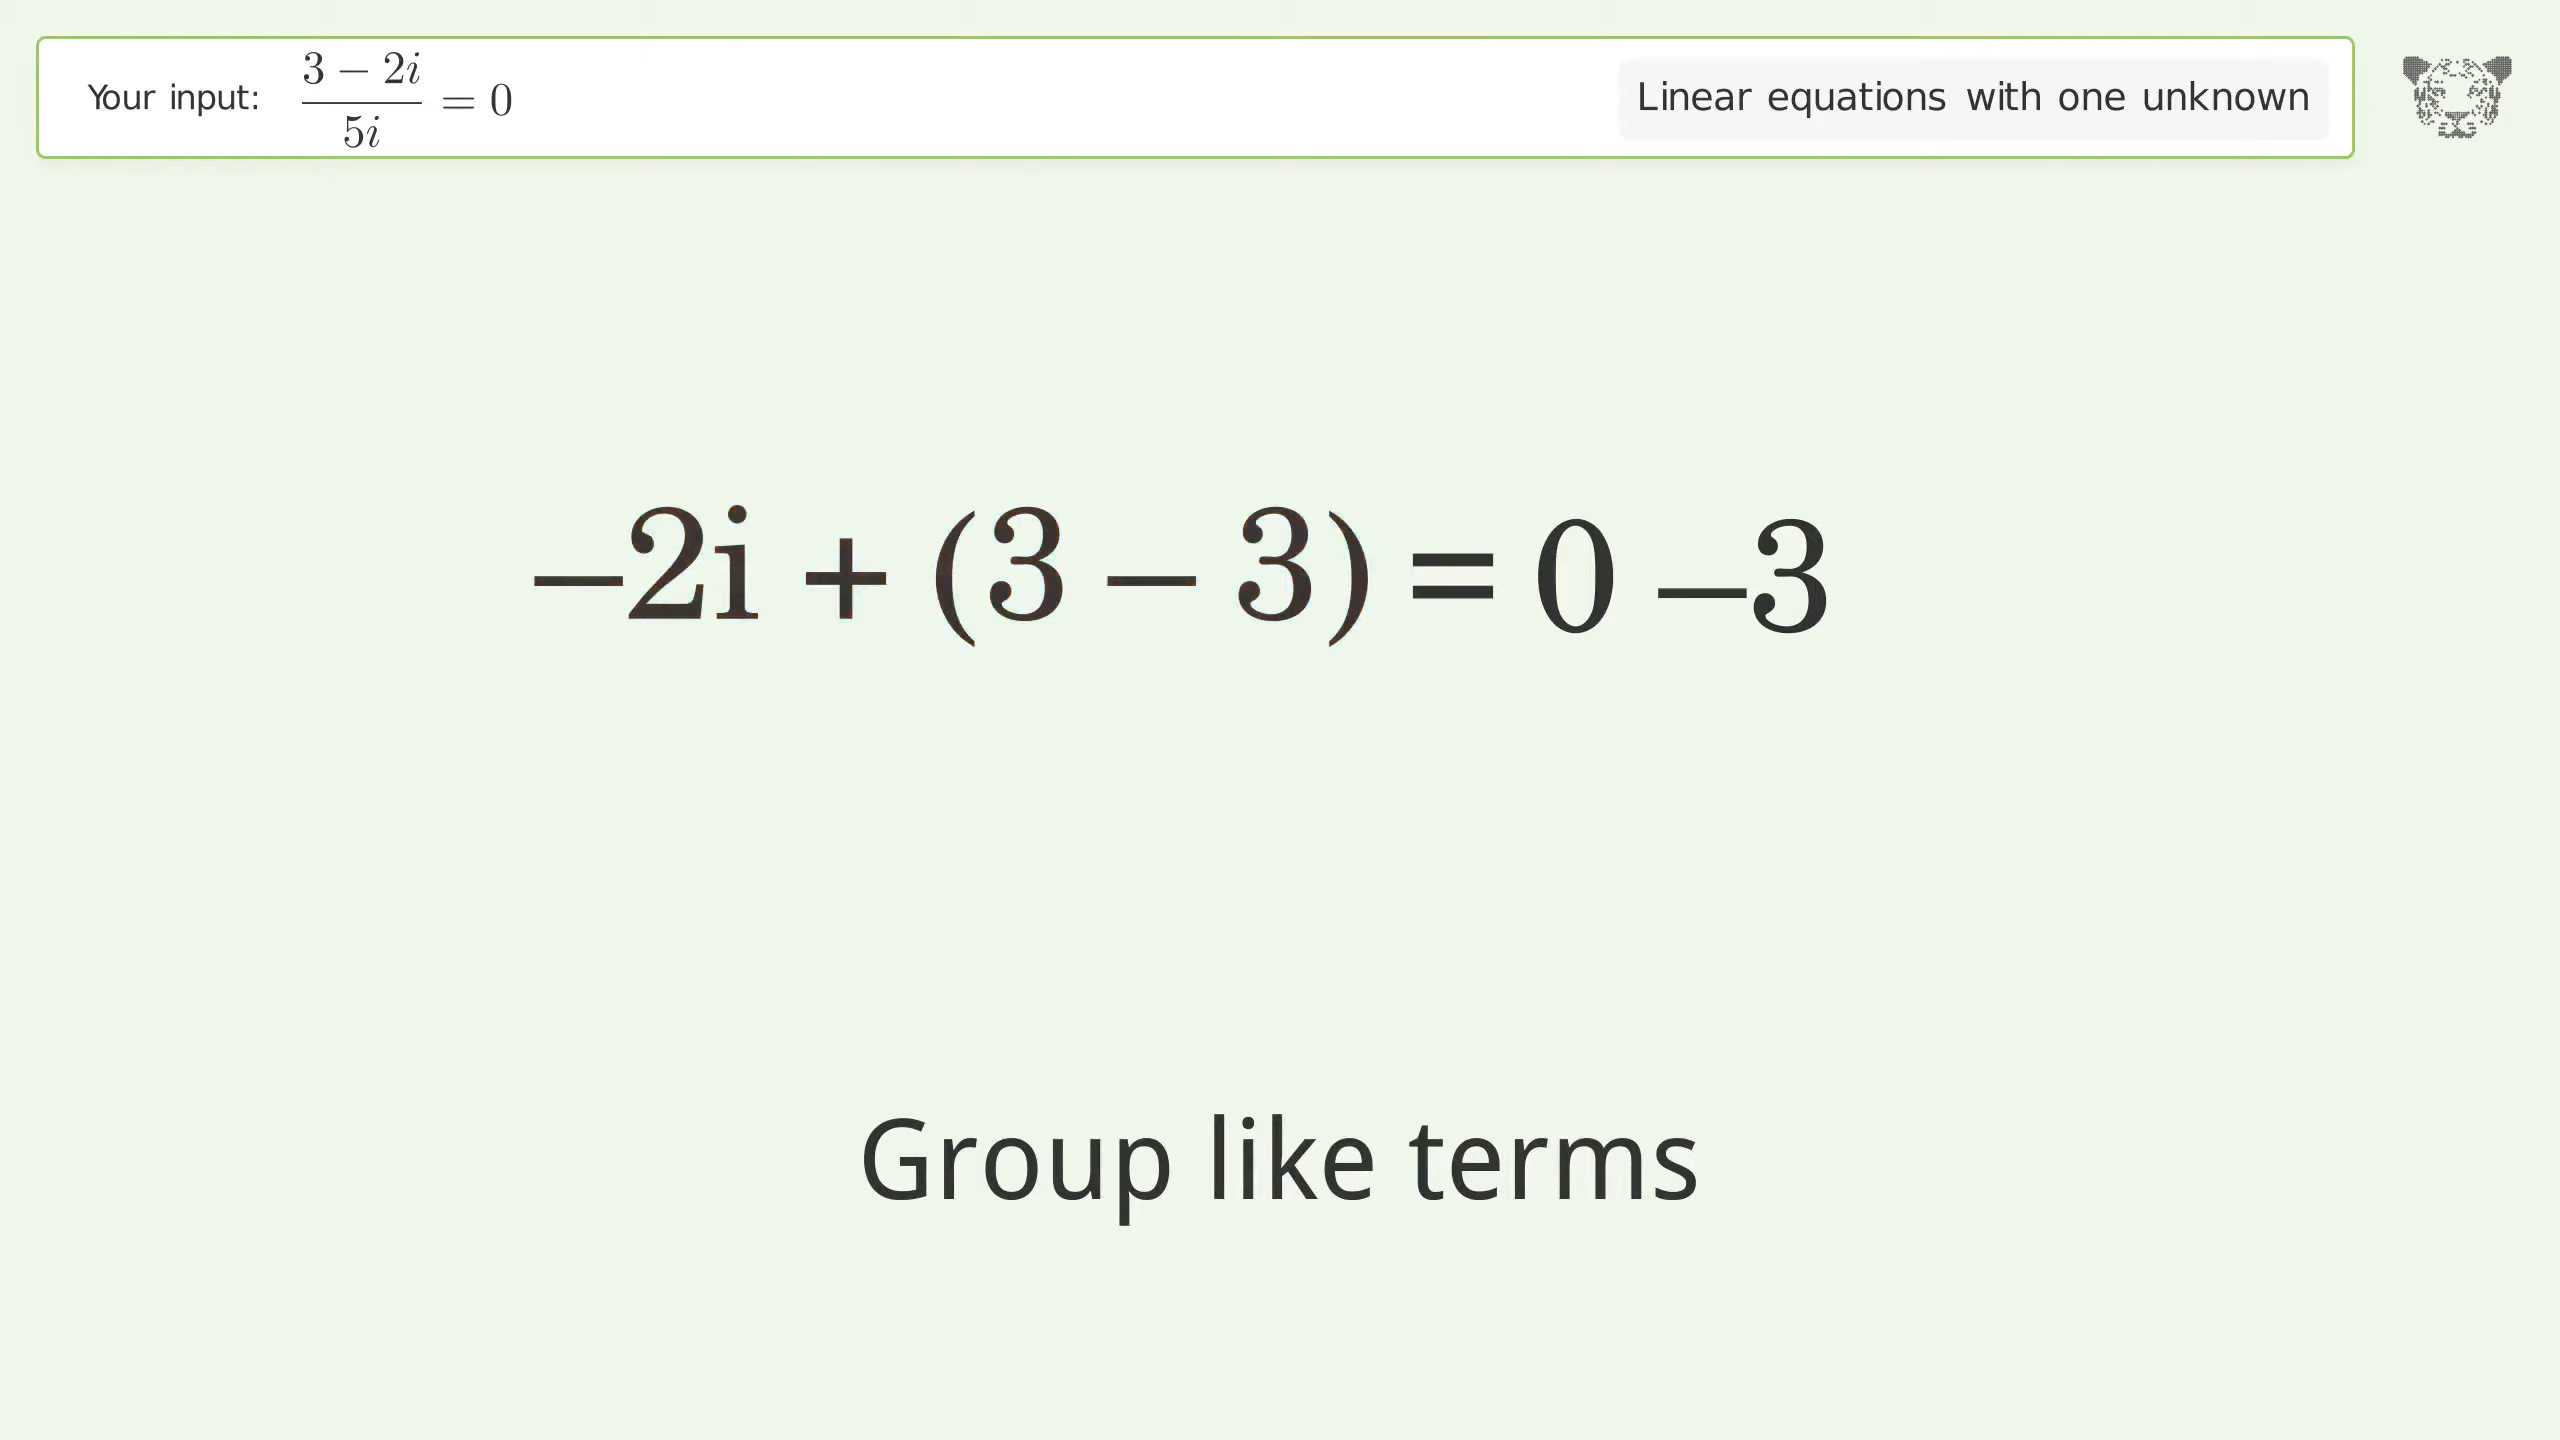 Your input: \frac{3 - 2i}{5i} = 0
Linear equations with one unknown
–2i + (3 – 3) = 0 –3
Group like terms